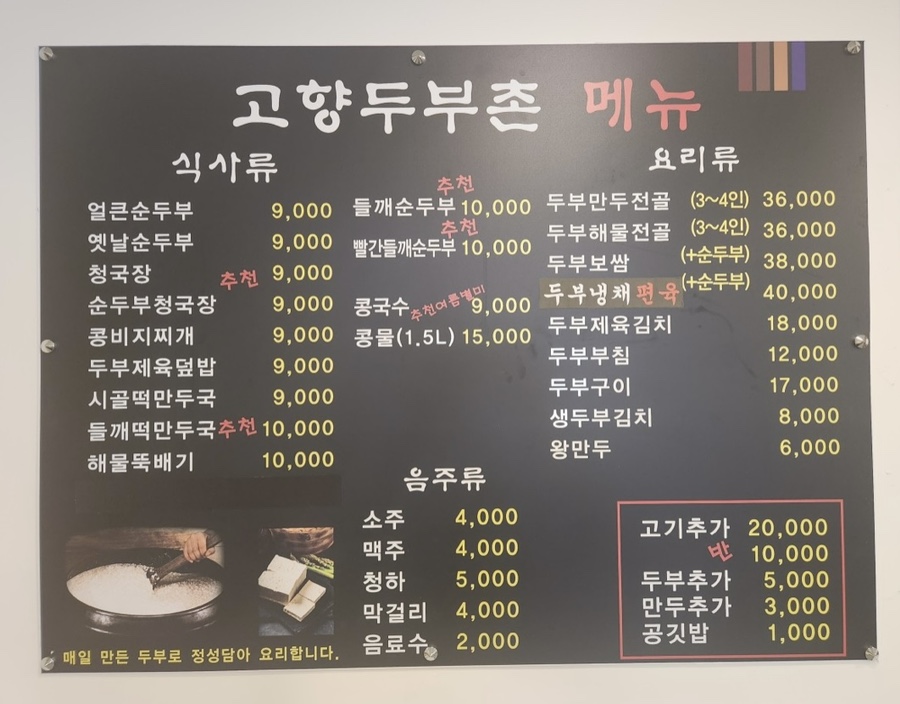 고향두부촌 메뉴
식사류
얼큰순두부 9,000
옛날순두부 9,000
청국장 추천 9,000
순두부청국장 9,000
콩비지찌개 9,000
두부제육덮밥 9,000
시골떡만두국 9,000
들깨떡만두국 추천 10,000
해물뚝배기 10,000
추천
들깨순두부 10,000
추천
빨간들깨순두부 10,000
콩국수 추천여름별미 9,000
콩물(1.5L) 15,000
요리류
두부만두전골 (3~4인) 36,000
두부해물전골 (3~4인) 36,000
두부보쌈 (+순두부) 38,000
두부냉채편육 (+순두부) 40,000
두부제육김치 18,000
두부부침 12,000
두부구이 17,000
생두부김치 8,000
왕만두 6,000
음주류
소주 4,000
맥주 4,000
청하 5,000
막걸리 4,000
음료수 2,000
고기추가 20,000
반 10,000
두부추가 5,000
만두추가 3,000
공깃밥 1,000
매일 만든 두부로 정성담아 요리합니다.